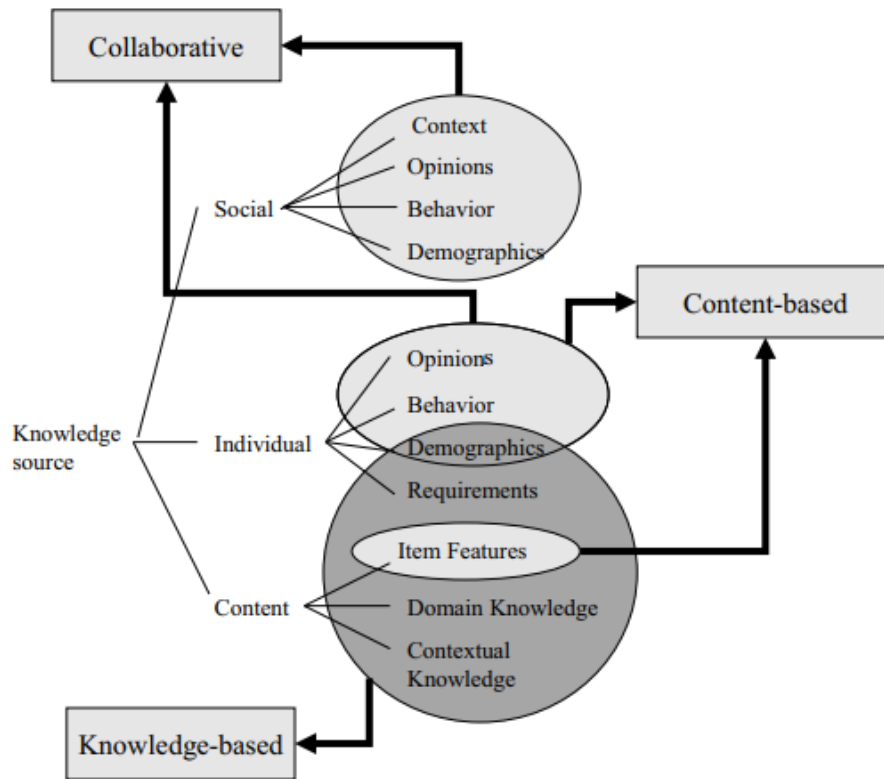 Collaborative
Context
Opinions
Social
Behavior
Demographics
Content-based
Opinions
Behavior
Knowledge
source
Individual
Demographics
Requirements
Item Features
Content
Domain Knowledge
Contextual
Knowledge
Knowledge-based